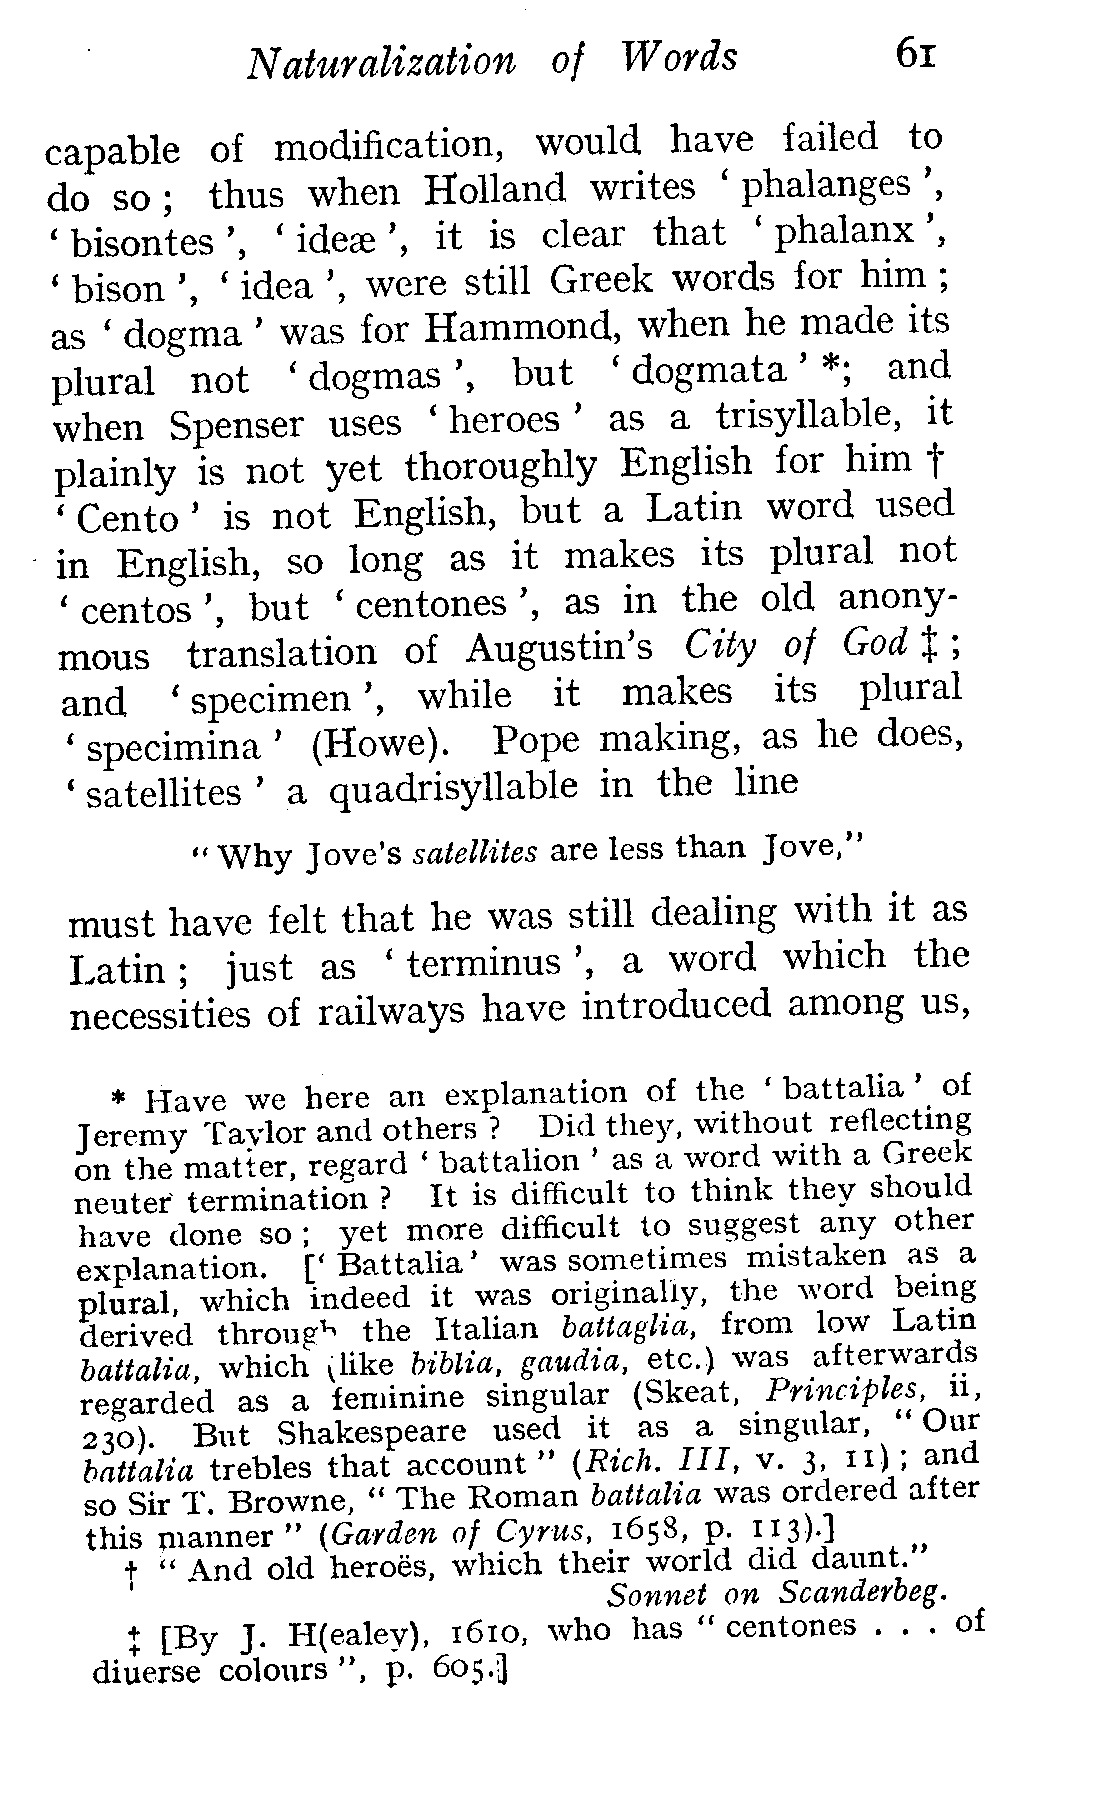 Naturalization of Words 61
capable of modification, would have failed to
do so ; thus when Holland writes ‘ phalanges ’,
‘ bisontes ’, ‘ ideæ ’, it is clear that ‘ phalanx ’,
‘ bison ’, ‘ idea ’, were still Greek words for him ;
as ‘ dogma ’ was for Hammond, when he made its
plural not ‘ dogmas ’, but ‘ dogmata ’ *; and
when Spenser uses ‘ heroes ’ as a trisyllable, it
plainly is not yet thoroughly English for him †
‘ Cento ’ is not English, but a Latin word used
in English, so long as it makes its plural not
‘ centos ’, but ‘ centones ’, as in the old anony-
mous translation of Augustin’s City of God ‡ ;
and ‘ specimen ’, while it makes its plural
‘ specimina ’ (Howe). Pope making, as he does,
‘ satellites ’ a quadrisyllable in the line
“ Why Jove’s satellites are less than Jove,”
must have felt that he was still dealing with it as
Latin ; just as ‘ terminus ’, a word which the
necessities of railways have introduced among us,
* Have we here an explanation of the ‘ battalia ’ of
Jeremy Taylor and others ? Did they, without reflecting
on the matter, regard ‘ battalion ’ as a word with a Greek
neuter termination ? It is difficult to think they should
have done so ; yet more difficult to suggest any other
explanation. [‘ Battalia ’ was sometimes mistaken as a
plural, which indeed it was originally, the word being
derived through the Italian battaglia, from low Latin
battalia, which (like biblia, gaudia, etc.) was afterwards
regarded as a feminine singular (Skeat, Principles, ii,
230). But Shakespeare used it as a singular, “ Our
battalia trebles that account ” (Rich. III, v. 3, 11) ; and
so Sir T. Browne, “ The Roman battalia was ordered after
this manner ” (Garden of Cyrus, 1658, p. 113).]
† “ And old heroës, which their world did daunt.”
Sonnet on Scanderbeg.
‡ [By J. H(ealey), 1610, who has “ centones . . . of
diuerse colours ”, p. 605.]